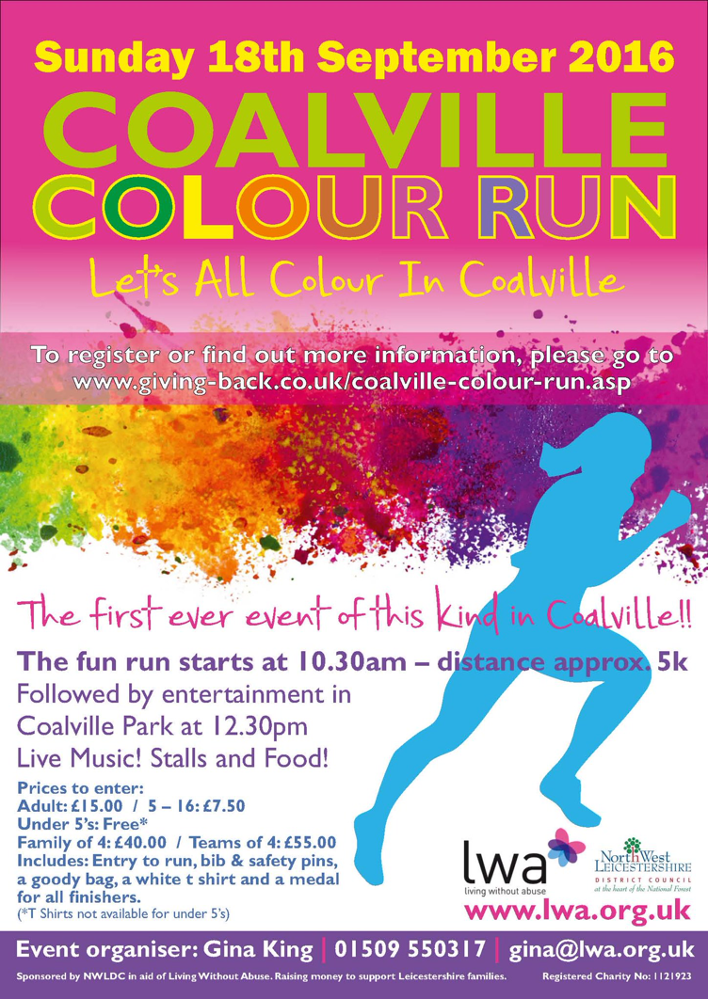 Sunday 18th September 2016
COALVILLE
COLOUR RUN
Let's All Colour In Coalville
To register or find out more information, please go to
www.giving-back.co.uk/coalville-colour-run.asp
The first ever event of this kind in Coalville!!
The fun run starts at 10.30am – distance approx. 5k
Followed by entertainment in
Coalville Park at 12.30pm
Live Music! Stalls and Food!
Prices to enter:
Adult: £15.00 / 5 – 16: £7.50
Under 5's: Free*
Family of 4: £40.00 / Teams of 4: £55.00
Includes: Entry to run, bib & safety pins,
a goody bag, a white t shirt and a medal
for all finishers.
(*T Shirts not available for under 5's)
lwa
living without abuse
North West
LEICESTERSHIRE
DISTRICT COUNCIL
at the heart of the National Forest
www.lwa.org.uk
Event organiser: Gina King | 01509 550317 | gina@lwa.org.uk
Sponsored by NWLDC in aid of Living Without Abuse. Raising money to support Leicestershire families. Registered Charity No: 1121923